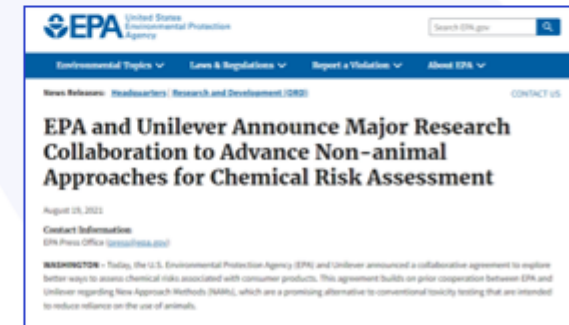 EPA United States
Environmental Protection
Agency
Search EPA.gov
Environmental Topics Laws & Regulations Report a Violation About EPA
News Releases: Headquarters | Research and Development (ORD)
CONTACT US
EPA and Unilever Announce Major Research
Collaboration to Advance Non-animal
Approaches for Chemical Risk Assessment
August 19, 2021
Contact Information
EPA Press Office (press@epa.gov)
WASHINGTON – Today, the U.S. Environmental Protection Agency (EPA) and Unilever announced a collaborative agreement to explore
better ways to assess chemical risks associated with consumer products. This agreement builds on prior cooperation between EPA and
Unilever regarding New Approach Methods (NAMs), which are a promising alternative to conventional toxicity testing that are intended
to reduce reliance on the use of animals.